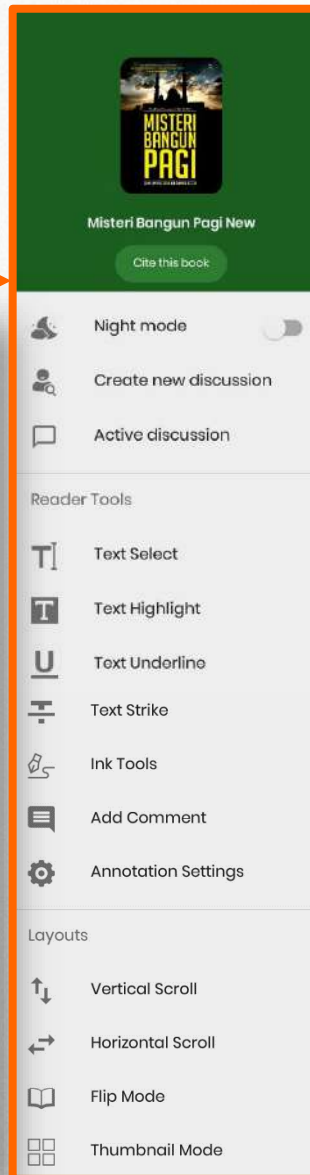 MISTERI
BANGUN
PAGI
Misteri Bangun Pagi New
Cite this book
Night mode
Create new discussion
Active discussion
Reader Tools
Text Select
Text Highlight
Text Underline
Text Strike
Ink Tools
Add Comment
Annotation Settings
Layouts
Vertical Scroll
Horizontal Scroll
Flip Mode
Thumbnail Mode